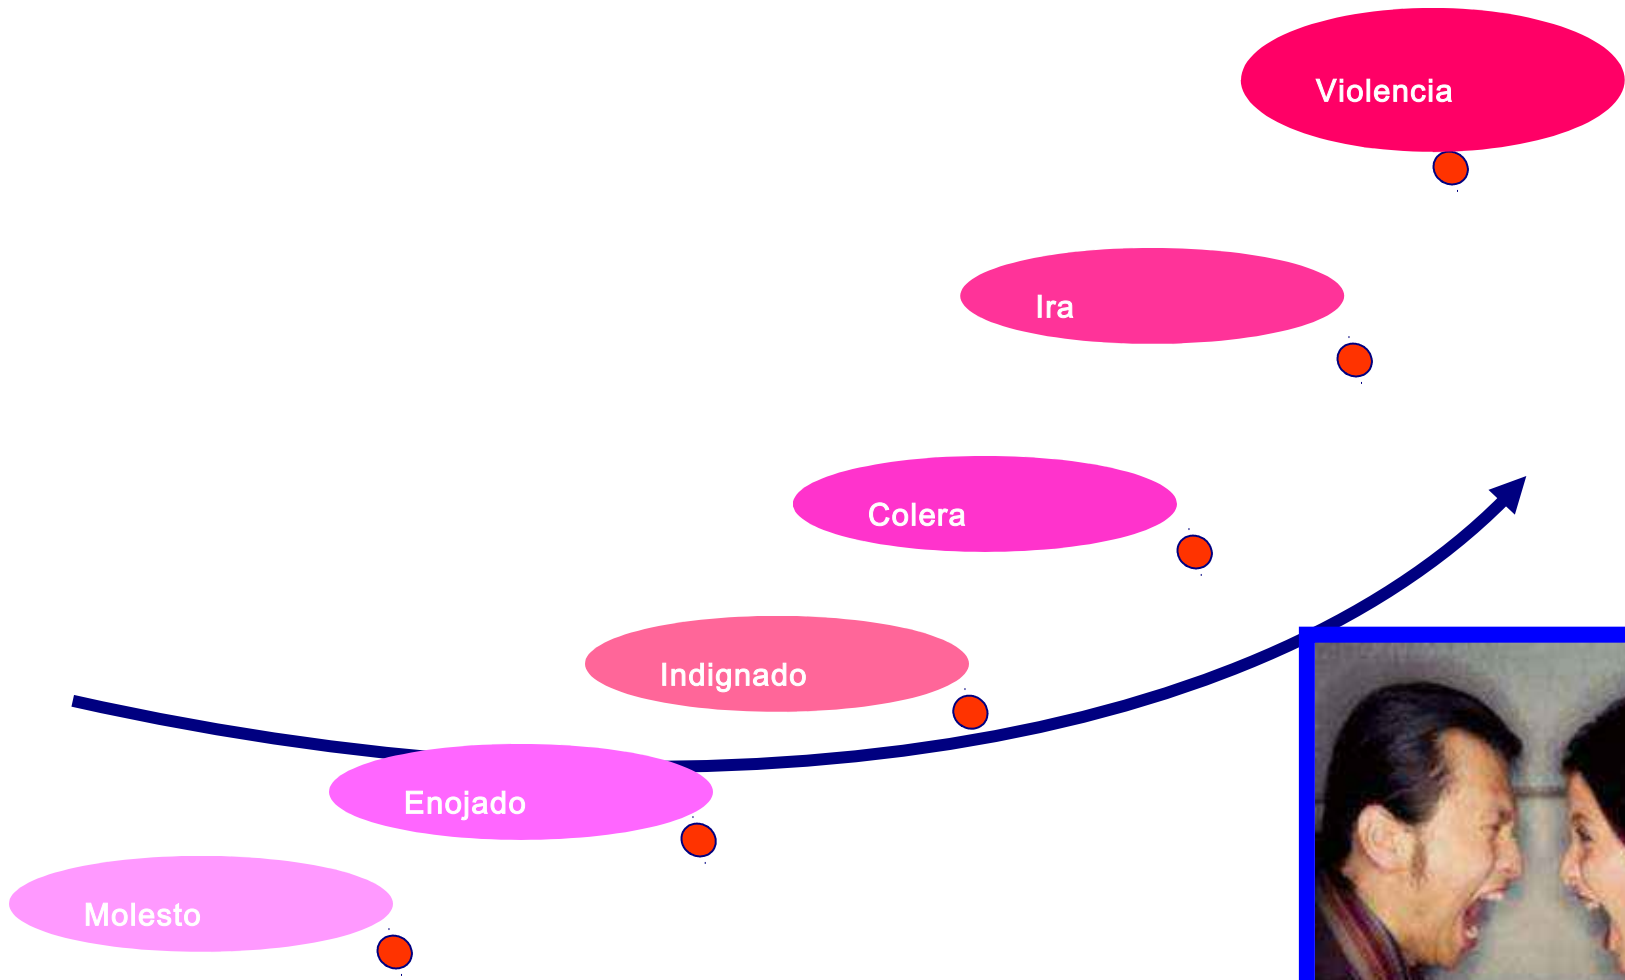 Violencia
Ira
Colera
Indignado
Enojado
Molesto